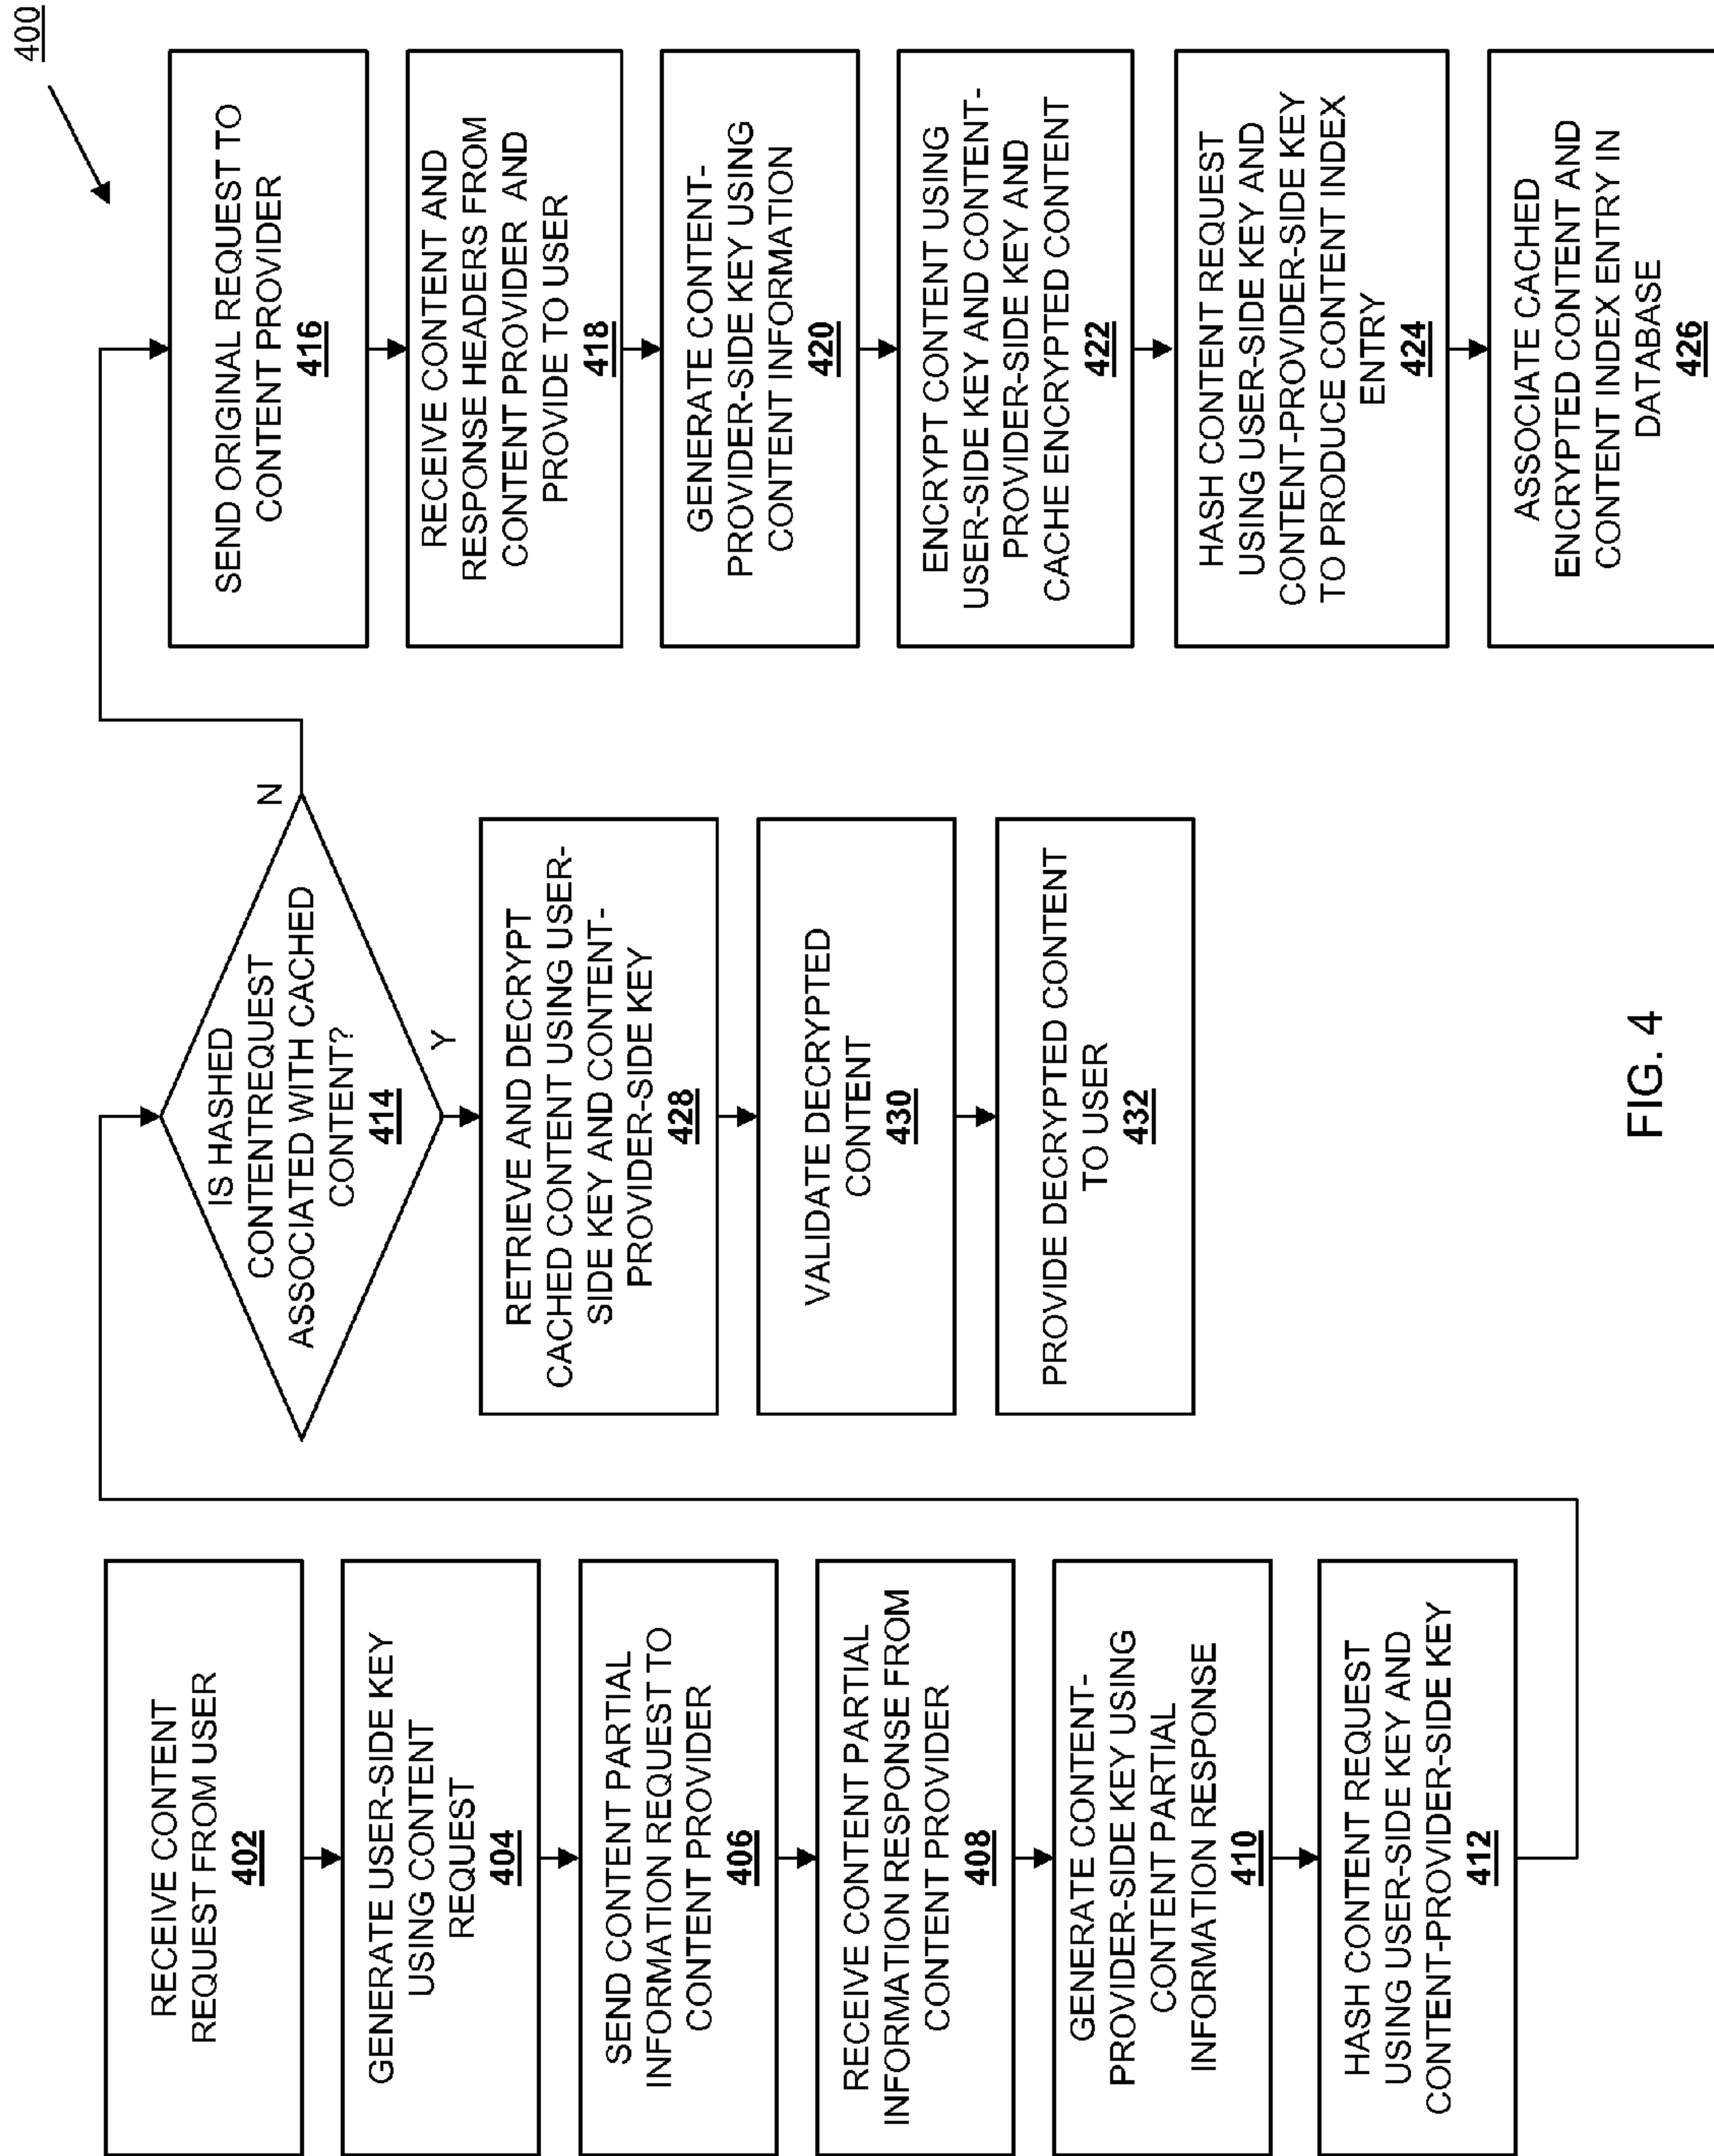 400
RECEIVE CONTENT
REQUEST FROM USER
402
GENERATE USER-SIDE KEY
USING CONTENT
REQUEST
404
SEND CONTENT PARTIAL
INFORMATION REQUEST TO
CONTENT PROVIDER
406
RECEIVE CONTENT PARTIAL
INFORMATION RESPONSE FROM
CONTENT PROVIDER
408
GENERATE CONTENT-
PROVIDER-SIDE KEY USING
CONTENT PARTIAL
INFORMATION RESPONSE
410
HASH CONTENT REQUEST
USING USER-SIDE KEY AND
CONTENT-PROVIDER-SIDE KEY
412
IS HASHED
CONTENTREQUEST
ASSOCIATED WITH CACHED
CONTENT?
414
N
Y
RETRIEVE AND DECRYPT
CACHED CONTENT USING USER-
SIDE KEY AND CONTENT-
PROVIDER-SIDE KEY
428
VALIDATE DECRYPTED
CONTENT
430
PROVIDE DECRYPTED CONTENT
TO USER
432
SEND ORIGINAL REQUEST TO
CONTENT PROVIDER
416
RECEIVE CONTENT AND
RESPONSE HEADERS FROM
CONTENT PROVIDER AND
PROVIDE TO USER
418
GENERATE CONTENT-
PROVIDER-SIDE KEY USING
CONTENT INFORMATION
420
ENCRYPT CONTENT USING
USER-SIDE KEY AND CONTENT-
PROVIDER-SIDE KEY AND
CACHE ENCRYPTED CONTENT
422
HASH CONTENT REQUEST
USING USER-SIDE KEY AND
CONTENT-PROVIDER-SIDE KEY
TO PRODUCE CONTENT INDEX
ENTRY
424
ASSOCIATE CACHED
ENCRYPTED CONTENT AND
CONTENT INDEX ENTRY IN
DATABASE
426
FIG. 4